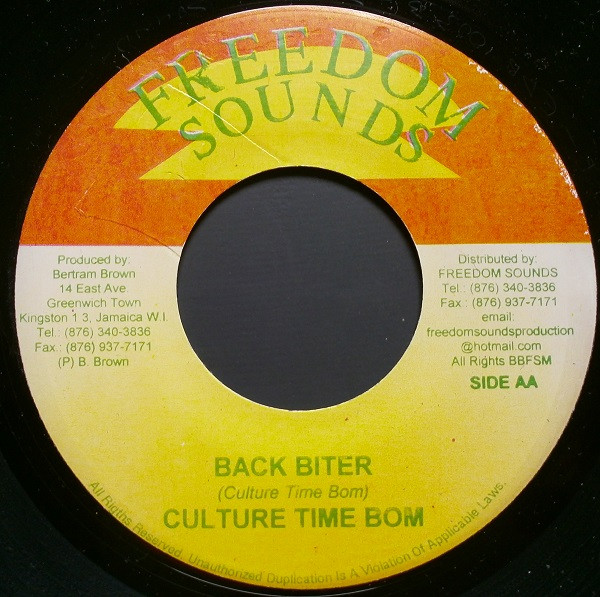 FREEDOM
SOUNDS
Produced by:
Bertram Brown
14 East Ave.
Greenwich Town
Kingston 1 3, Jamaica W.I.
Tel.: (876) 340-3836
Fax.: (876) 937-7171
(P) B. Brown
Distributed by:
FREEDOM SOUNDS
Tel : (876) 340-3836
Fax : (876) 937-7171
email:
freedomsoundsproduction
@hotmail.com
All Rights BBFSM
SIDE AA
BACK BITER
(Culture Time Bom)
CULTURE TIME BOM
All Rigths Reserved. Unauthorized Duplication Is A Violation Of Applicable Laws.